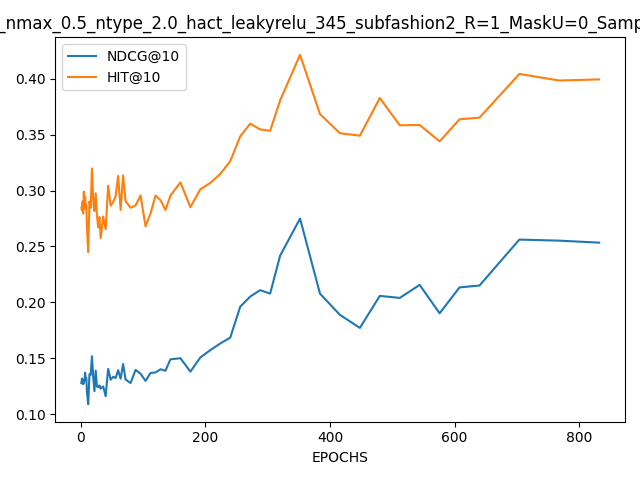 _nmax_0.5_ntype_2.0_hact_leakyrelu_345_subfashion2_R=1_MaskU=0_Samp
NDCG@10
HIT@10
0.40
0.35
0.30
0.25
0.20
0.15
0.10
0 200 400 600 800
EPOCHS